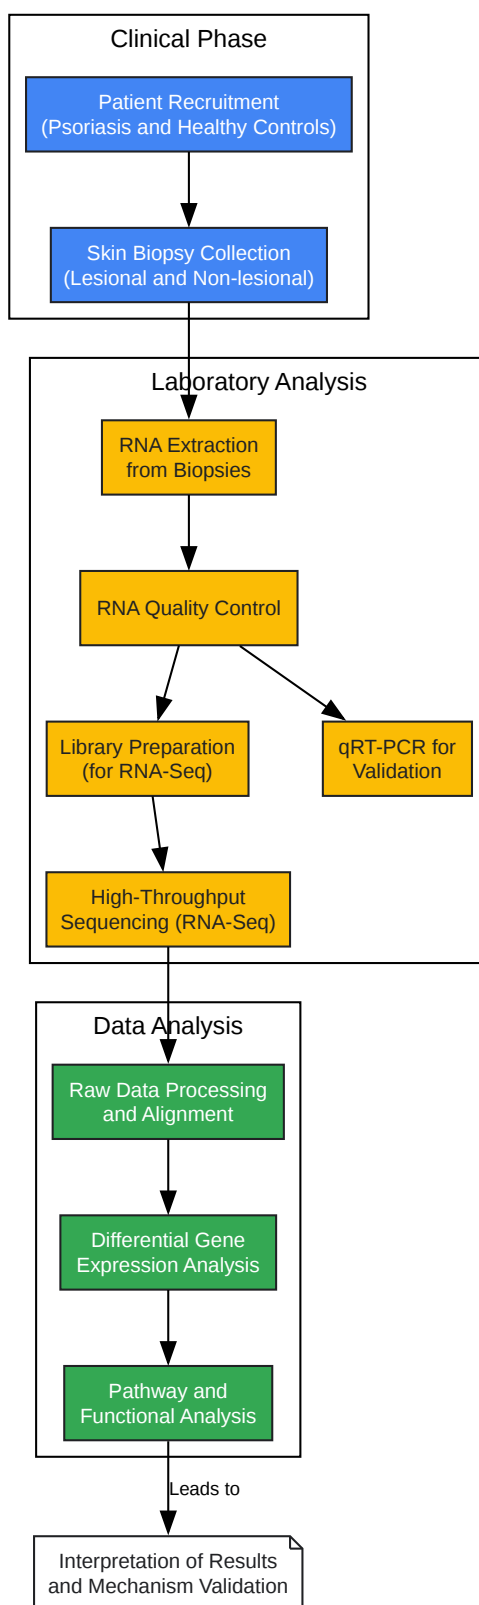 Clinical Phase
Patient Recruitment
(Psoriasis and Healthy Controls)
Skin Biopsy Collection
(Lesional and Non-lesional)
Laboratory Analysis
RNA Extraction
from Biopsies
RNA Quality Control
Library Preparation
(for RNA-Seq)
qRT-PCR for
Validation
High-Throughput
Sequencing (RNA-Seq)
Data Analysis
Raw Data Processing
and Alignment
Differential Gene
Expression Analysis
Pathway and
Functional Analysis
Leads to
Interpretation of Results
and Mechanism Validation